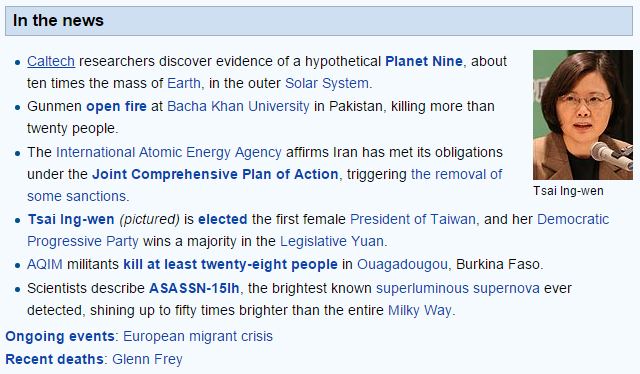 In the news
Caltech researchers discover evidence of a hypothetical Planet Nine, about
ten times the mass of Earth, in the outer Solar System.
Gunmen open fire at Bacha Khan University in Pakistan, killing more than
twenty people.
The International Atomic Energy Agency affirms Iran has met its obligations
under the Joint Comprehensive Plan of Action, triggering the removal of
some sanctions.
Tsai Ing-wen
Tsai Ing-wen (pictured) is elected the first female President of Taiwan, and her Democratic
Progressive Party wins a majority in the Legislative Yuan.
AQIM militants kill at least twenty-eight people in Ouagadougou, Burkina Faso.
Scientists describe ASASSN-15lh, the brightest known superluminous supernova ever
detected, shining up to fifty times brighter than the entire Milky Way.
Ongoing events: European migrant crisis
Recent deaths: Glenn Frey